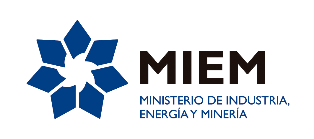 MIEM
MINISTERIO DE INDUSTRIA,
ENERGÍA Y MINERÍA